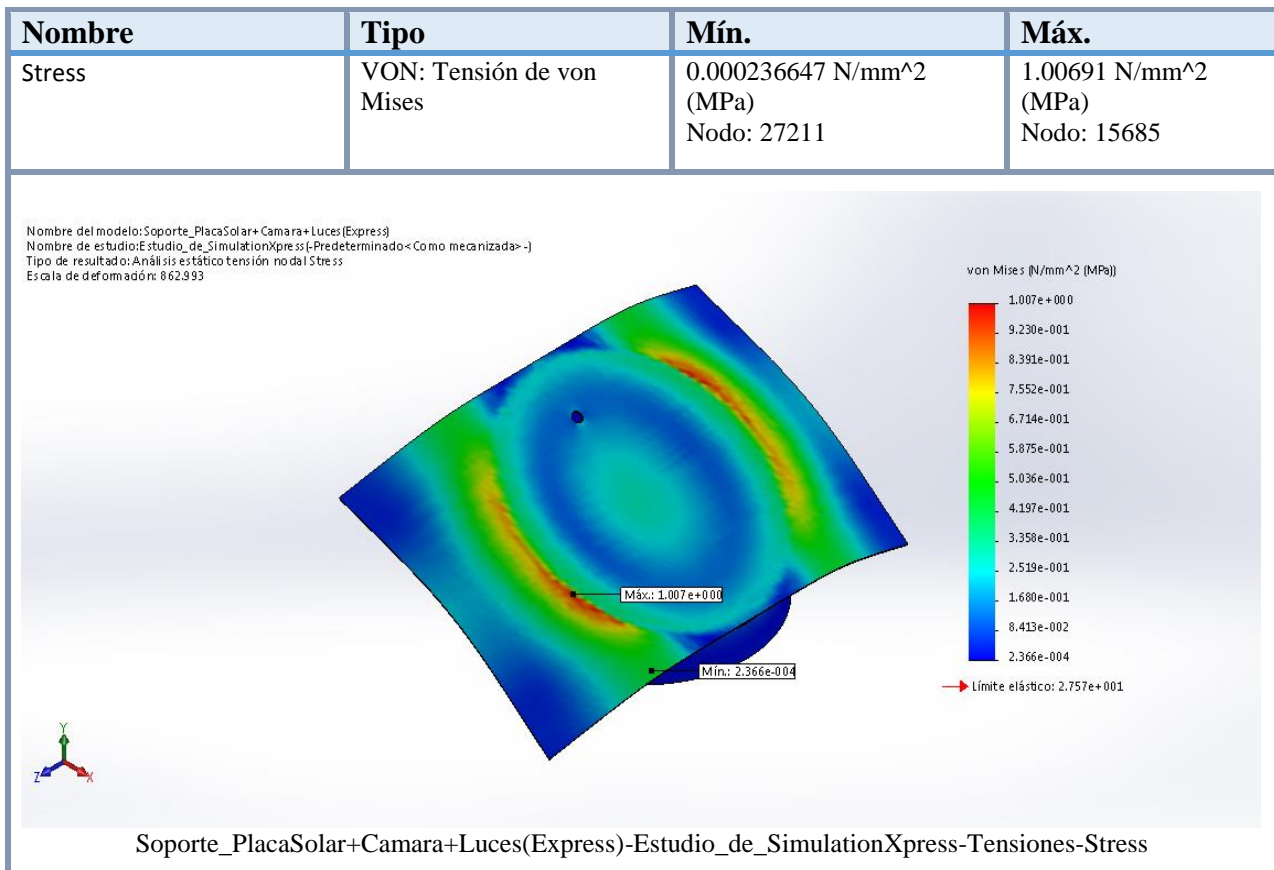 Nombre Tipo Mín. Máx.
Stress VON: Tensión de von 0.000236647 N/mm^2 1.00691 N/mm^2
Mises (MPa) (MPa)
Nodo: 27211 Nodo: 15685
Nombre del modelo:Soporte_PlacaSolar+Camara+Luces(Express)
Nombre de estudio:Estudio_de_SimulationXpress(-Predeterminado<Como mecanizada>-)
Tipo de resultado: Análisis estático tensión nodal Stress
Escala de deformación: 862.993
von Mises (N/mm^2 (MPa))
1.007e+000
9.230e-001
8.391e-001
7.552e-001
6.714e-001
5.875e-001
5.036e-001
4.197e-001
3.358e-001
2.519e-001
1.680e-001
8.413e-002
2.366e-004
Límite elástico: 2.757e+001
Máx.: 1.007e+000
Mín.: 2.366e-004
Y
Z X
Soporte_PlacaSolar+Camara+Luces(Express)-Estudio_de_SimulationXpress-Tensiones-Stress